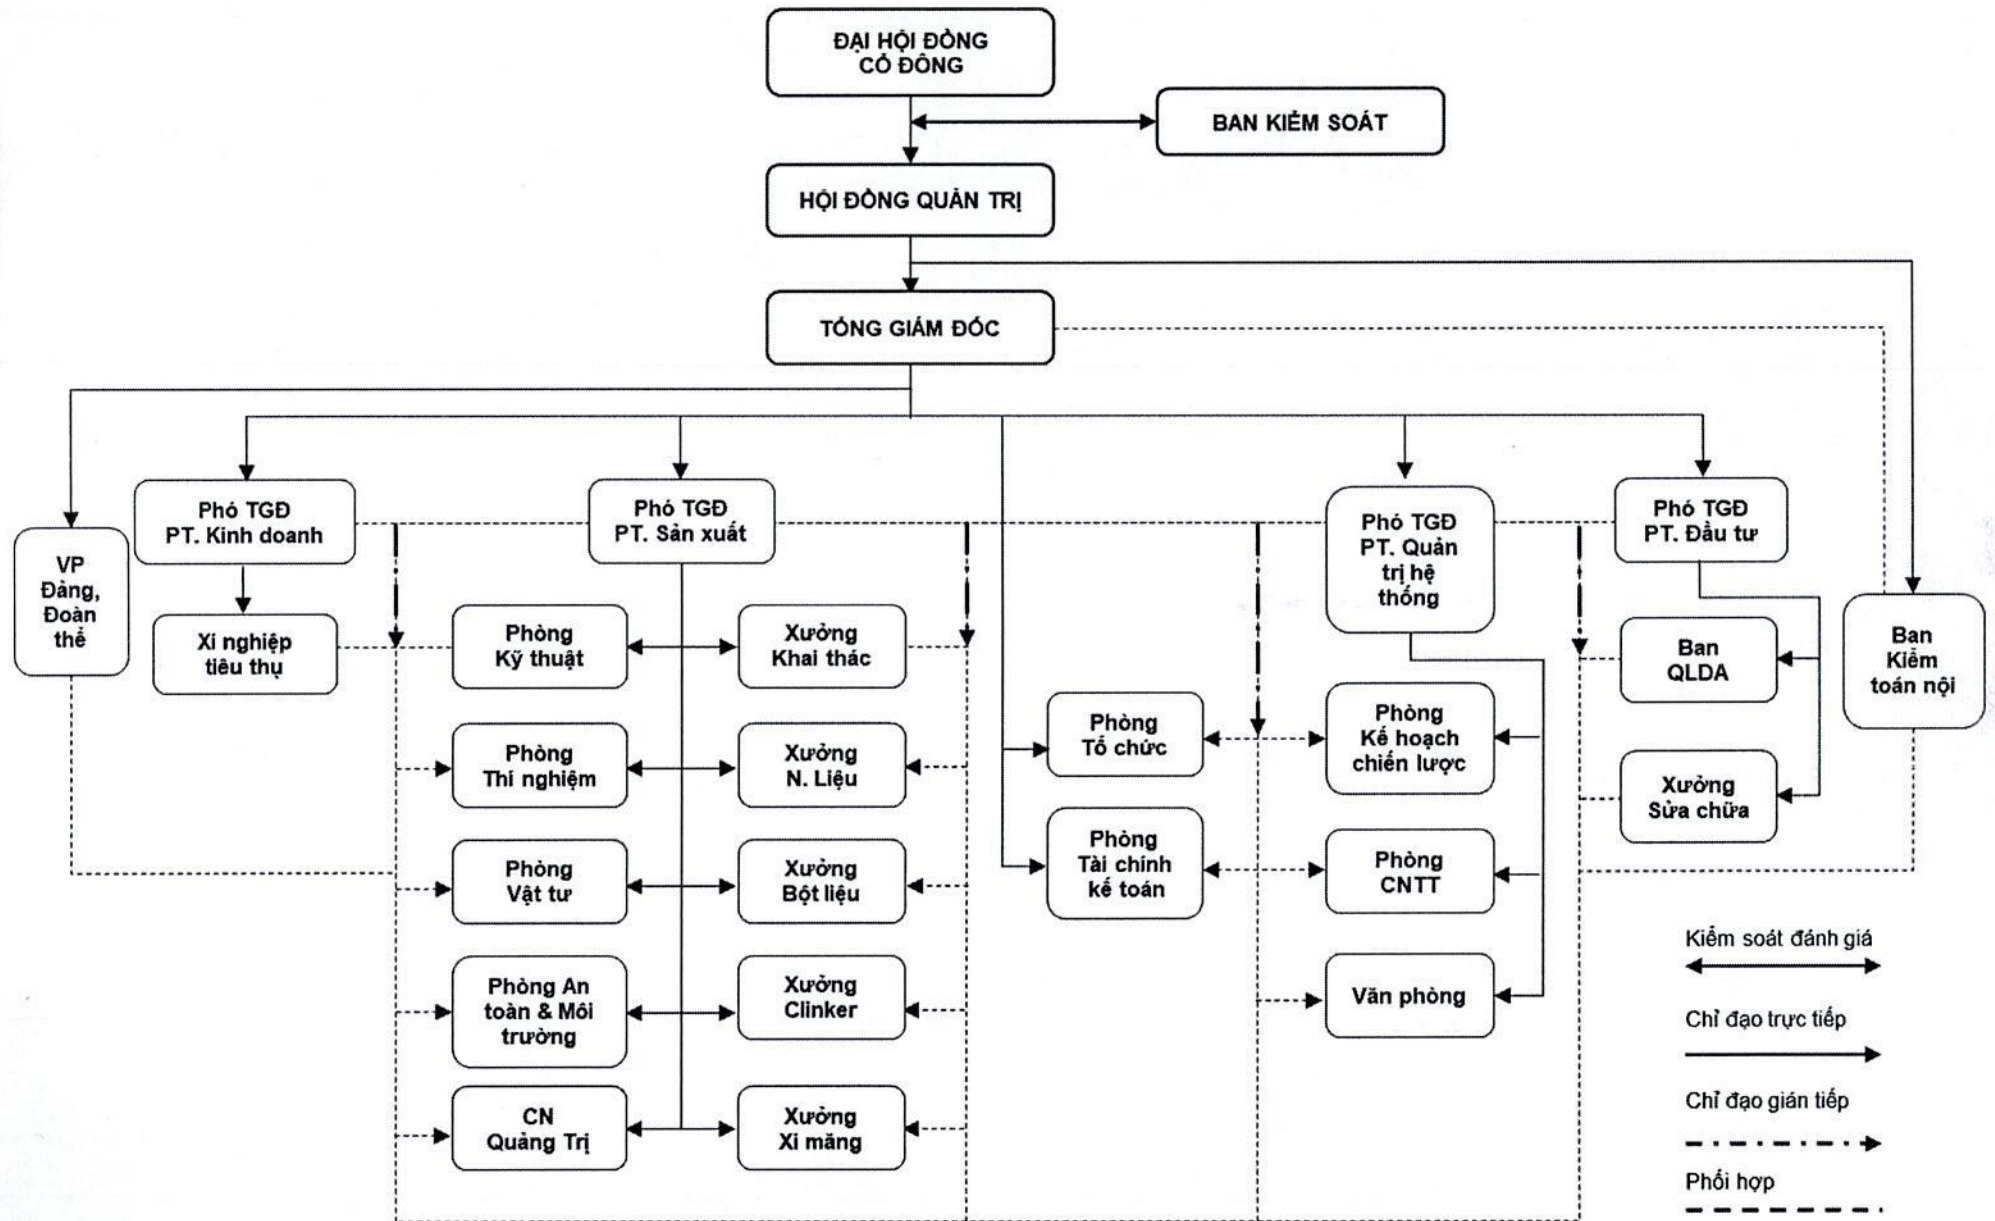 ĐẠI HỘI ĐỒNG
CỔ ĐÔNG
BAN KIỂM SOÁT
HỘI ĐỒNG QUẢN TRỊ
TỔNG GIÁM ĐỐC
VP
Đảng,
Đoàn
thể
Phó TGĐ
PT. Kinh doanh
Xí nghiệp
tiêu thụ
Phó TGĐ
PT. Sản xuất
Phòng
Kỹ thuật
Xưởng
Khai thác
Phòng
Thí nghiệm
Xưởng
N. Liệu
Phòng
Vật tư
Xưởng
Bột liệu
Phòng An
toàn & Môi
trường
Xưởng
Clinker
CN
Quảng Trị
Xưởng
Xi măng
Phòng
Tổ chức
Phòng
Tài chính
kế toán
Phó TGĐ
PT. Quản
trị hệ
thống
Phòng
Kế hoạch
chiến lược
Phòng
CNTT
Văn phòng
Phó TGĐ
PT. Đầu tư
Ban
QLDA
Xưởng
Sửa chữa
Ban
Kiểm
toán nội
Kiểm soát đánh giá
Chỉ đạo trực tiếp
Chỉ đạo gián tiếp
Phối hợp